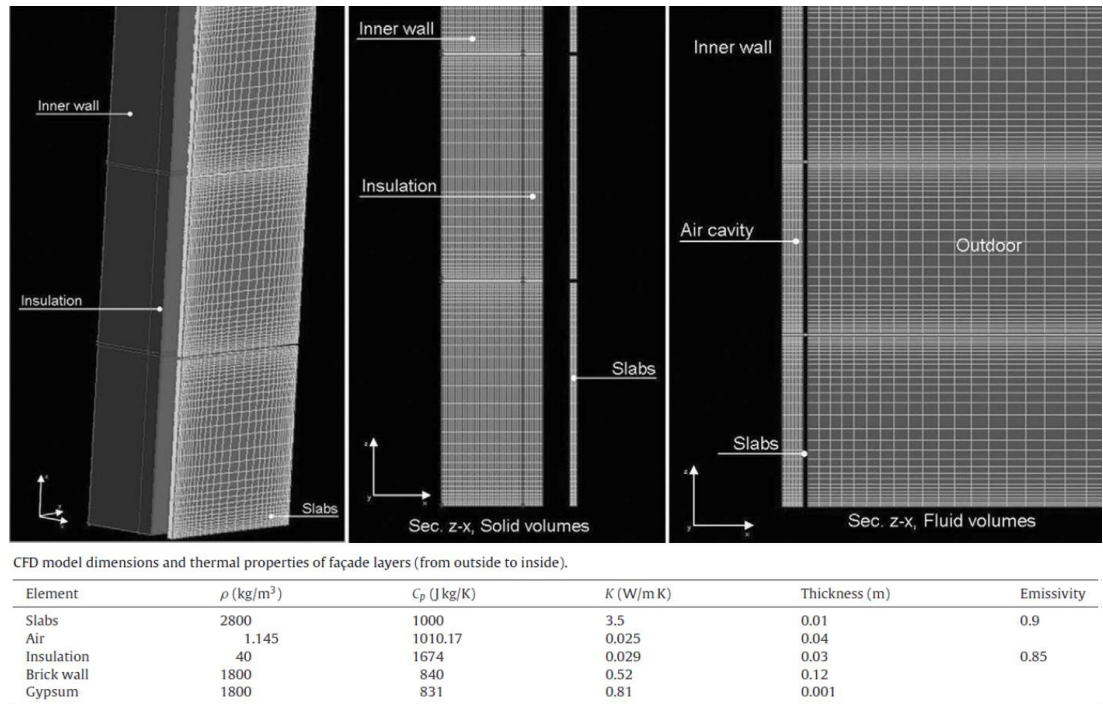 Inner wall
Insulation
Slabs
z
y
x
Inner wall
Insulation
Slabs
z
y
x
Sec. z-x, Solid volumes
Inner wall
Air cavity
Outdoor
Slabs
z
y
x
Sec. z-x, Fluid volumes
CFD model dimensions and thermal properties of façade layers (from outside to inside).
Element ρ (kg/m³) Cp (J kg/K) K (W/m K) Thickness (m) Emissivity
Slabs 2800 1000 3.5 0.01 0.9
Air 1.145 1010.17 0.025 0.04
Insulation 40 1674 0.029 0.03 0.85
Brick wall 1800 840 0.52 0.12
Gypsum 1800 831 0.81 0.001